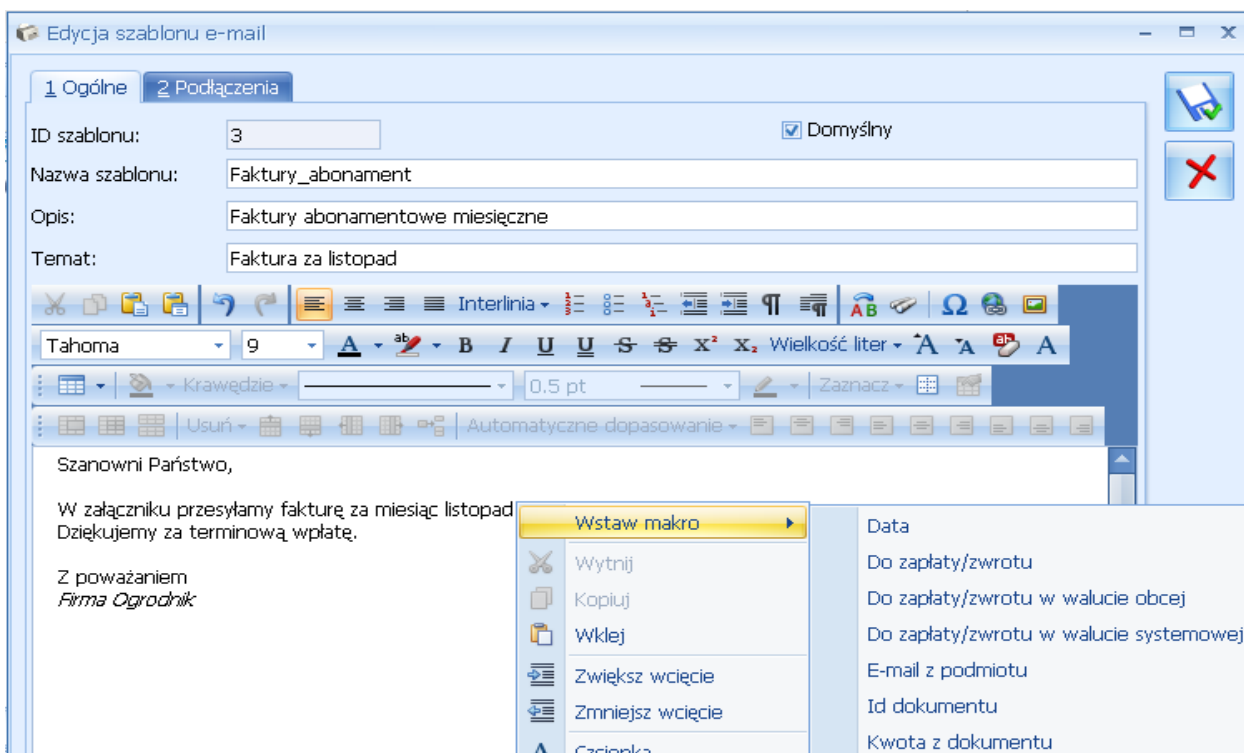 Edycja szablonu e-mail
1 Ogólne 2 Podłączenia
ID szablonu: 3 Domyślny
Nazwa szablonu: Faktury_abonament
Opis: Faktury abonamentowe miesięczne
Temat: Faktura za listopad
Interlinia
Tahoma 9 Wielkość liter
Krawędzie 0.5 pt Zaznacz
Usuń Automatyczne dopasowanie
Szanowni Państwo,
W załączniku przesyłamy fakturę za miesiąc listopad
Dziękujemy za terminową wpłatę.
Z poważaniem
Firma Ogrodnik
Wstaw makro
Wytnij
Kopiuj
Wklej
Zwiększ wcięcie
Zmniejsz wcięcie
Czcionka
Data
Do zapłaty/zwrotu
Do zapłaty/zwrotu w walucie obcej
Do zapłaty/zwrotu w walucie systemowej
E-mail z podmiotu
Id dokumentu
Kwota z dokumentu